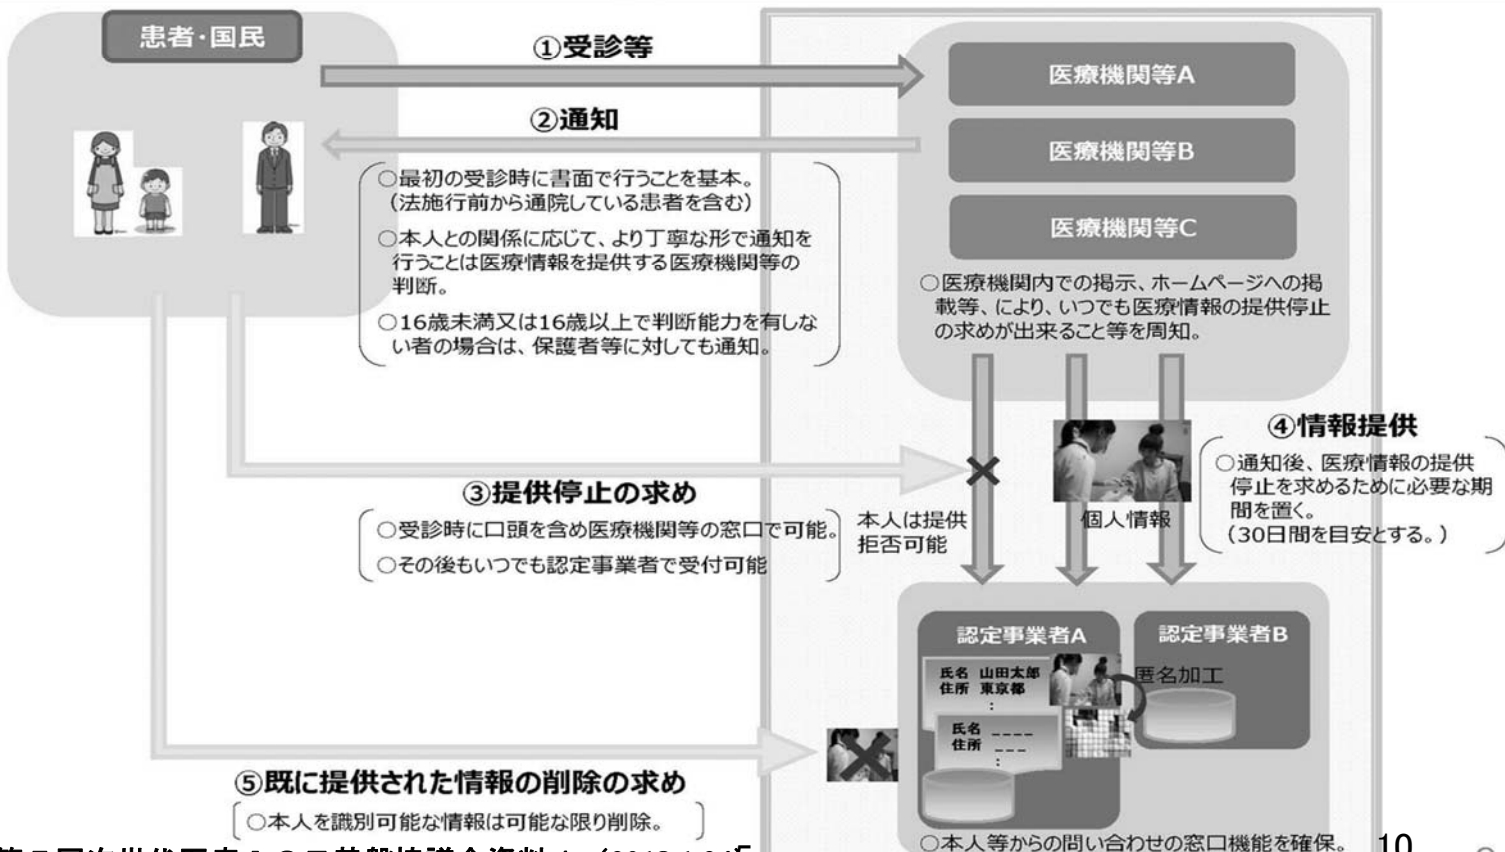 患者・国民
①受診等
医療機関等A
②通知
医療機関等B
○最初の受診時に書面で行うことを基本。
(法施行前から通院している患者を含む)
○本人との関係に応じて、より丁寧な形で通知を
行うことは医療情報を提供する医療機関等の
判断。
○16歳未満又は16歳以上で判断能力を有しな
い者の場合は、保護者等に対しても通知。
医療機関等C
○医療機関内での掲示、ホームページへの掲
載等、により、いつでも医療情報の提供停止
の求めが出来ること等を周知。
③提供停止の求め
○受診時に口頭を含め医療機関等の窓口で可能。
○その後もいつでも認定事業者で受付可能
本人は提供
拒否可能
個人情報
④情報提供
○通知後、医療情報の提供
停止を求めるために必要な期
間を置く。
(30日間を目安とする。)
認定事業者A
認定事業者B
氏名 山田太郎
住所 東京都
:
匿名加工
氏名 _ _ _ _
住所 _ _ _
:
⑤既に提供された情報の削除の求め
○本人を識別可能な情報は可能な限り削除。
○本人等からの問い合わせの窓口機能を確保。
10